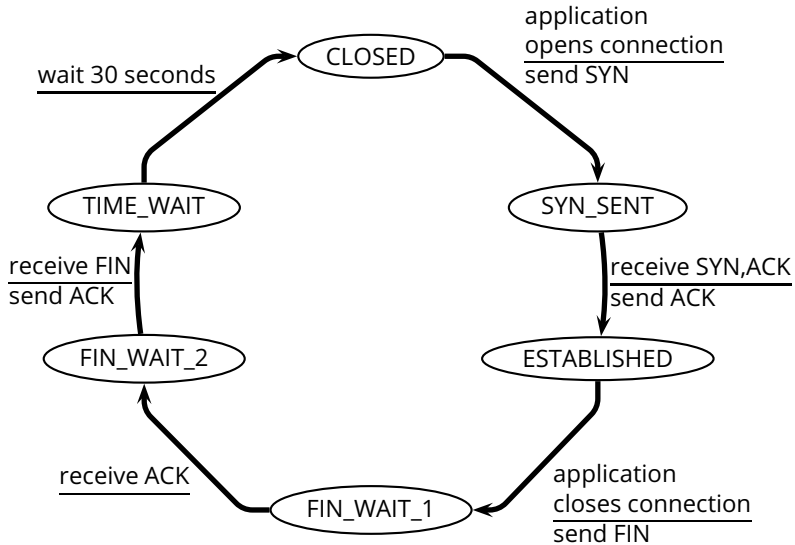 application
opens connection
send SYN
CLOSED
wait 30 seconds
TIME_WAIT
SYN_SENT
receive FIN
send ACK
receive SYN,ACK
send ACK
FIN_WAIT_2
ESTABLISHED
receive ACK
application
closes connection
send FIN
FIN_WAIT_1